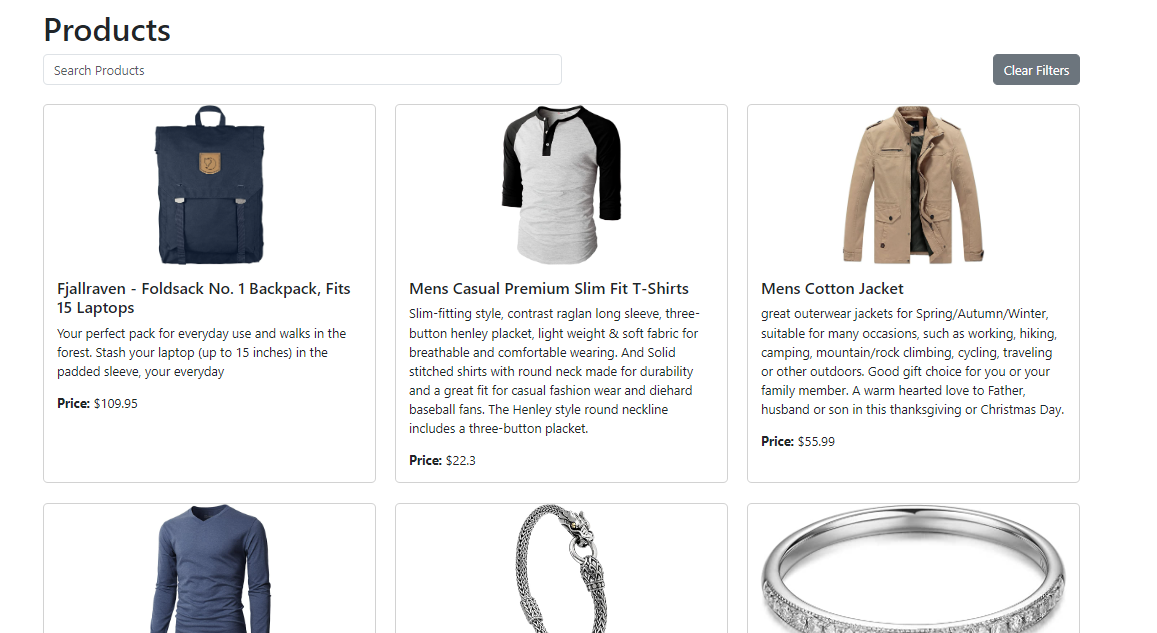 Products
Search Products
Clear Filters
Fjallraven - Foldsack No. 1 Backpack, Fits
15 Laptops
Your perfect pack for everyday use and walks in the
forest. Stash your laptop (up to 15 inches) in the
padded sleeve, your everyday
Price: $109.95
Mens Casual Premium Slim Fit T-Shirts
Slim-fitting style, contrast raglan long sleeve, three-
button henley placket, light weight & soft fabric for
breathable and comfortable wearing. And Solid
stitched shirts with round neck made for durability
and a great fit for casual fashion wear and diehard
baseball fans. The Henley style round neckline
includes a three-button placket.
Price: $22.3
Mens Cotton Jacket
great outerwear jackets for Spring/Autumn/Winter,
suitable for many occasions, such as working, hiking,
camping, mountain/rock climbing, cycling, traveling
or other outdoors. Good gift choice for you or your
family member. A warm hearted love to Father,
husband or son in this thanksgiving or Christmas Day.
Price: $55.99